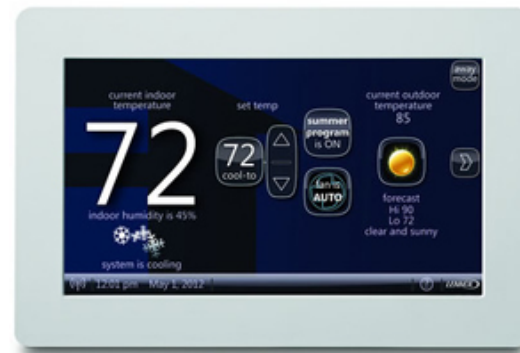 away
mode
current indoor
temperature
72
indoor humidity is 45%
system is cooling
set temp
72
cool-to
summer
program
is ON
fan is
AUTO
current outdoor
temperature
85
forecast
Hi 90
Lo 72
clear and sunny
12:01 pm May 1, 2012
?
LENNOX